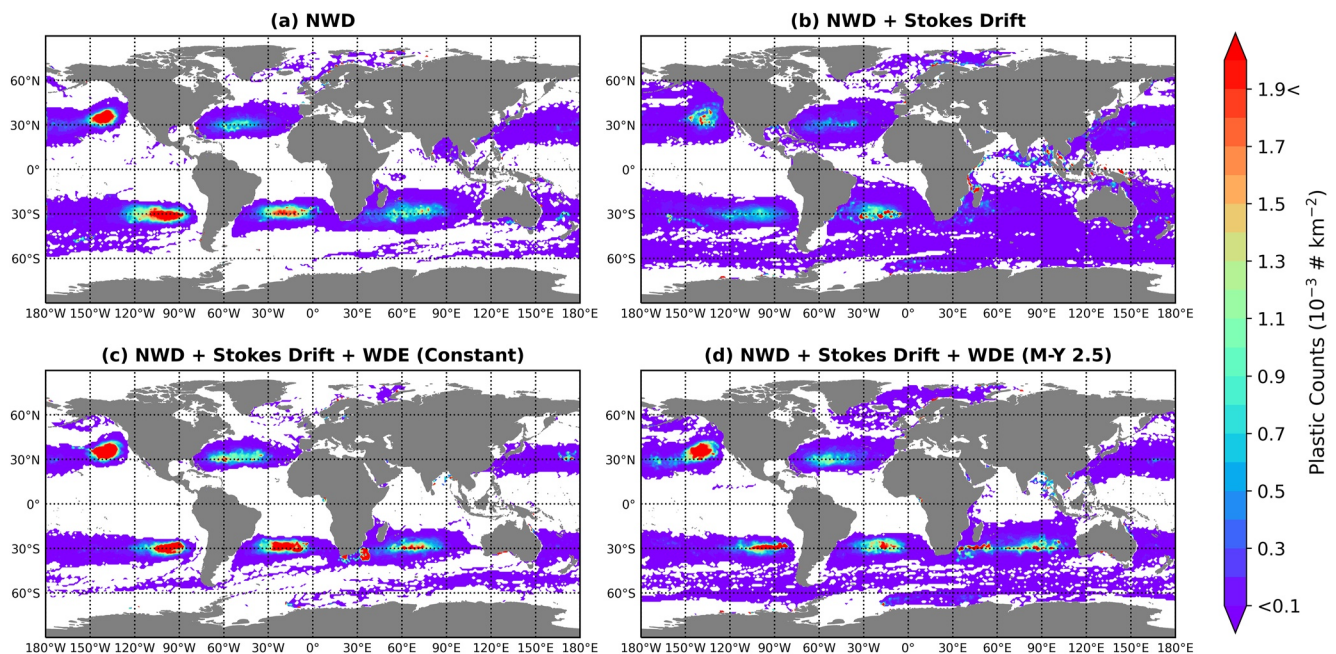 (a) NWD
(b) NWD + Stokes Drift
60°N
30°N
0°
30°S
60°S
180°W 150°W 120°W 90°W 60°W 30°W 0° 30°E 60°E 90°E 120°E 150°E 180°E
60°N
30°N
0°
30°S
60°S
180°W 150°W 120°W 90°W 60°W 30°W 0° 30°E 60°E 90°E 120°E 150°E 180°E
(c) NWD + Stokes Drift + WDE (Constant)
(d) NWD + Stokes Drift + WDE (M-Y 2.5)
60°N
30°N
0°
30°S
60°S
180°W 150°W 120°W 90°W 60°W 30°W 0° 30°E 60°E 90°E 120°E 150°E 180°E
60°N
30°N
0°
30°S
60°S
180°W 150°W 120°W 90°W 60°W 30°W 0° 30°E 60°E 90°E 120°E 150°E 180°E
1.9<
1.7
1.5
1.3
1.1
0.9
0.7
0.5
0.3
<0.1
Plastic Counts (10⁻³ # km⁻²)